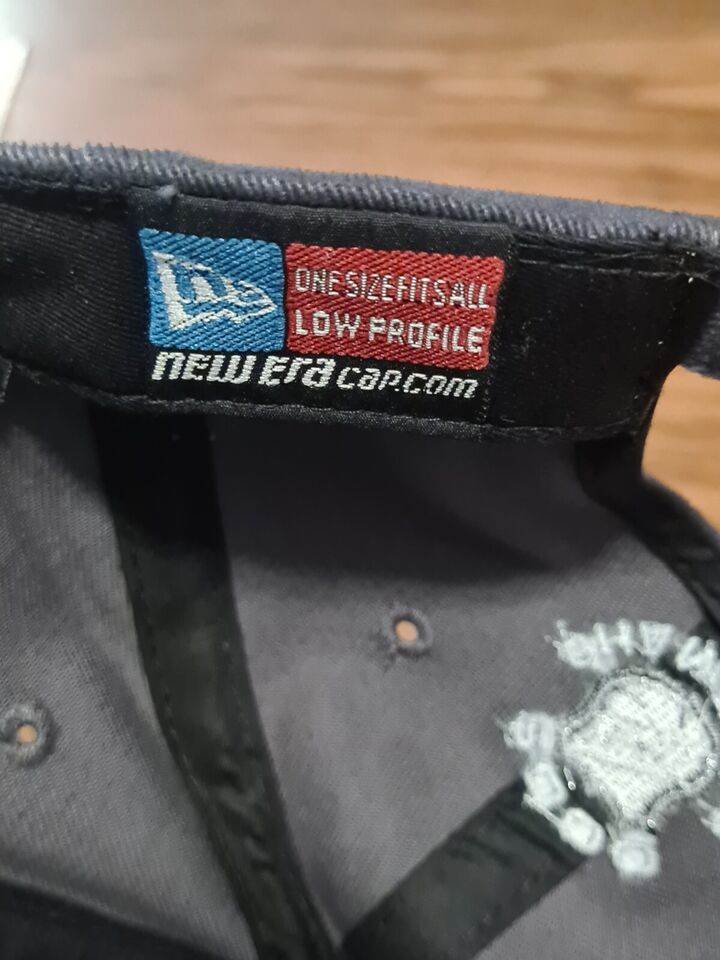 ONE SIZE FITS ALL
LOW PROFILE
new era cap.com